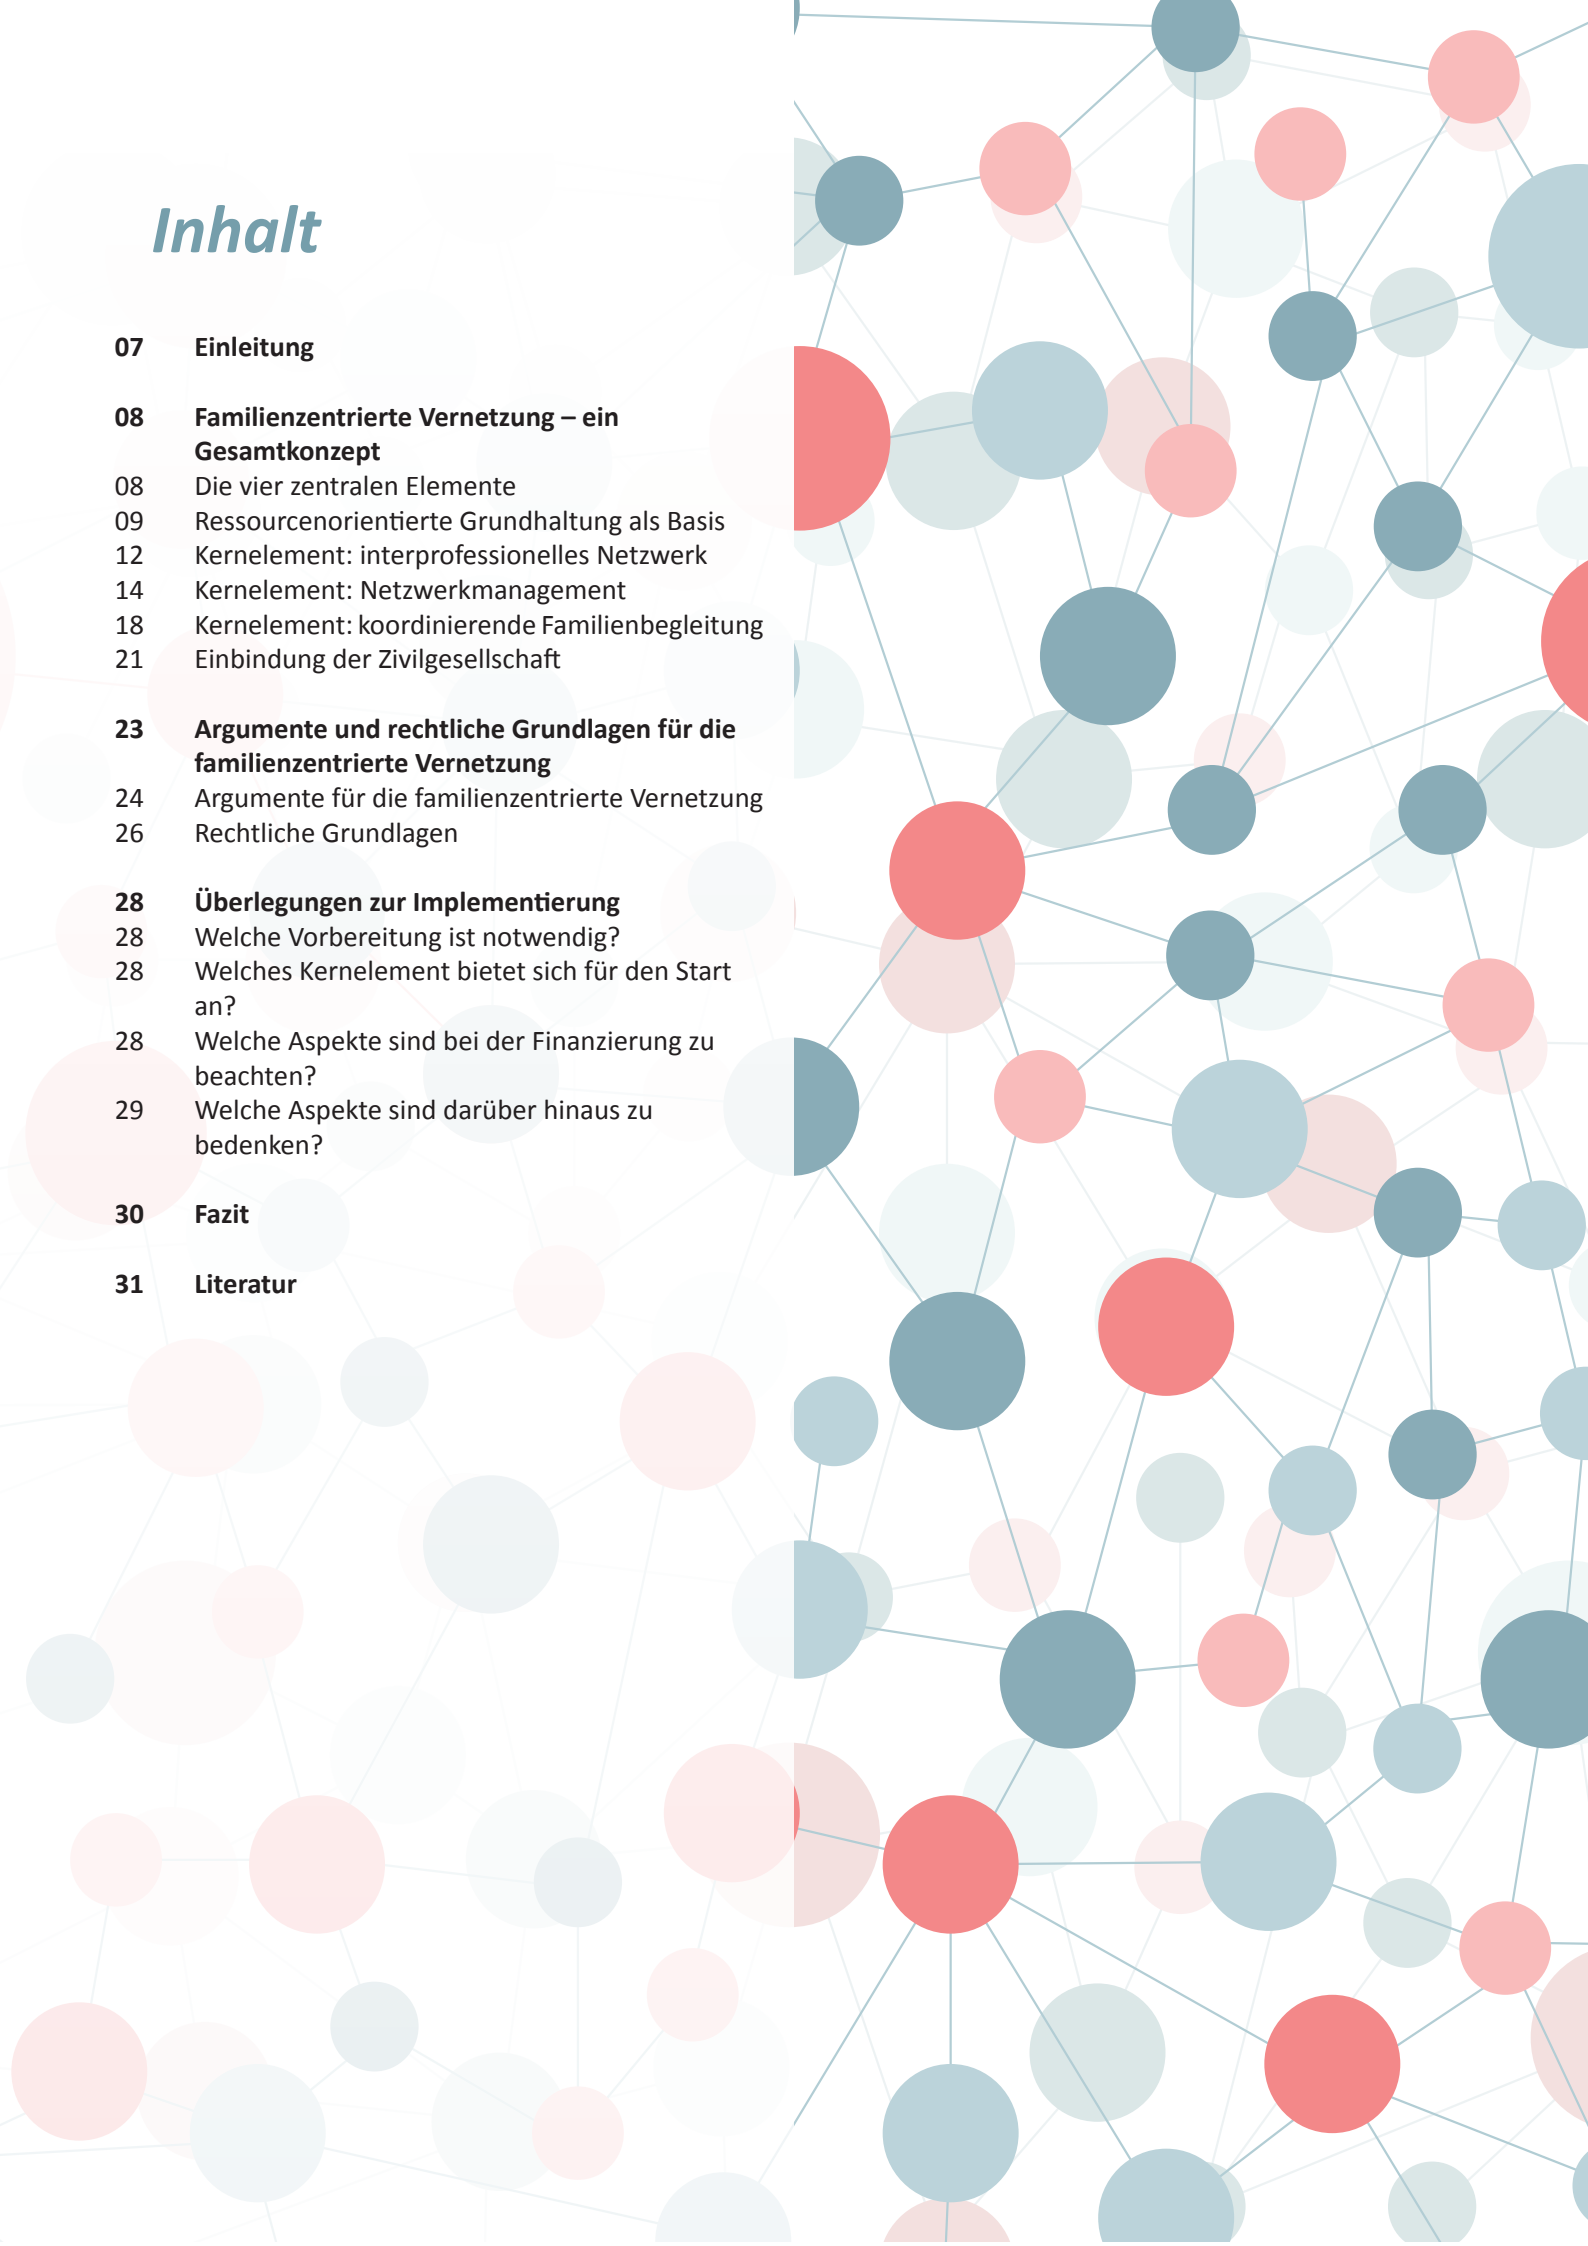 Inhalt
07 Einleitung
08 Familienzentrierte Vernetzung – ein
Gesamtkonzept
08 Die vier zentralen Elemente
09 Ressourcenorientierte Grundhaltung als Basis
12 Kernelement: interprofessionelles Netzwerk
14 Kernelement: Netzwerkmanagement
18 Kernelement: koordinierende Familienbegleitung
21 Einbindung der Zivilgesellschaft
23 Argumente und rechtliche Grundlagen für die
familienzentrierte Vernetzung
24 Argumente für die familienzentrierte Vernetzung
26 Rechtliche Grundlagen
28 Überlegungen zur Implementierung
28 Welche Vorbereitung ist notwendig?
28 Welches Kernelement bietet sich für den Start
an?
28 Welche Aspekte sind bei der Finanzierung zu
beachten?
29 Welche Aspekte sind darüber hinaus zu
bedenken?
30 Fazit
31 Literatur